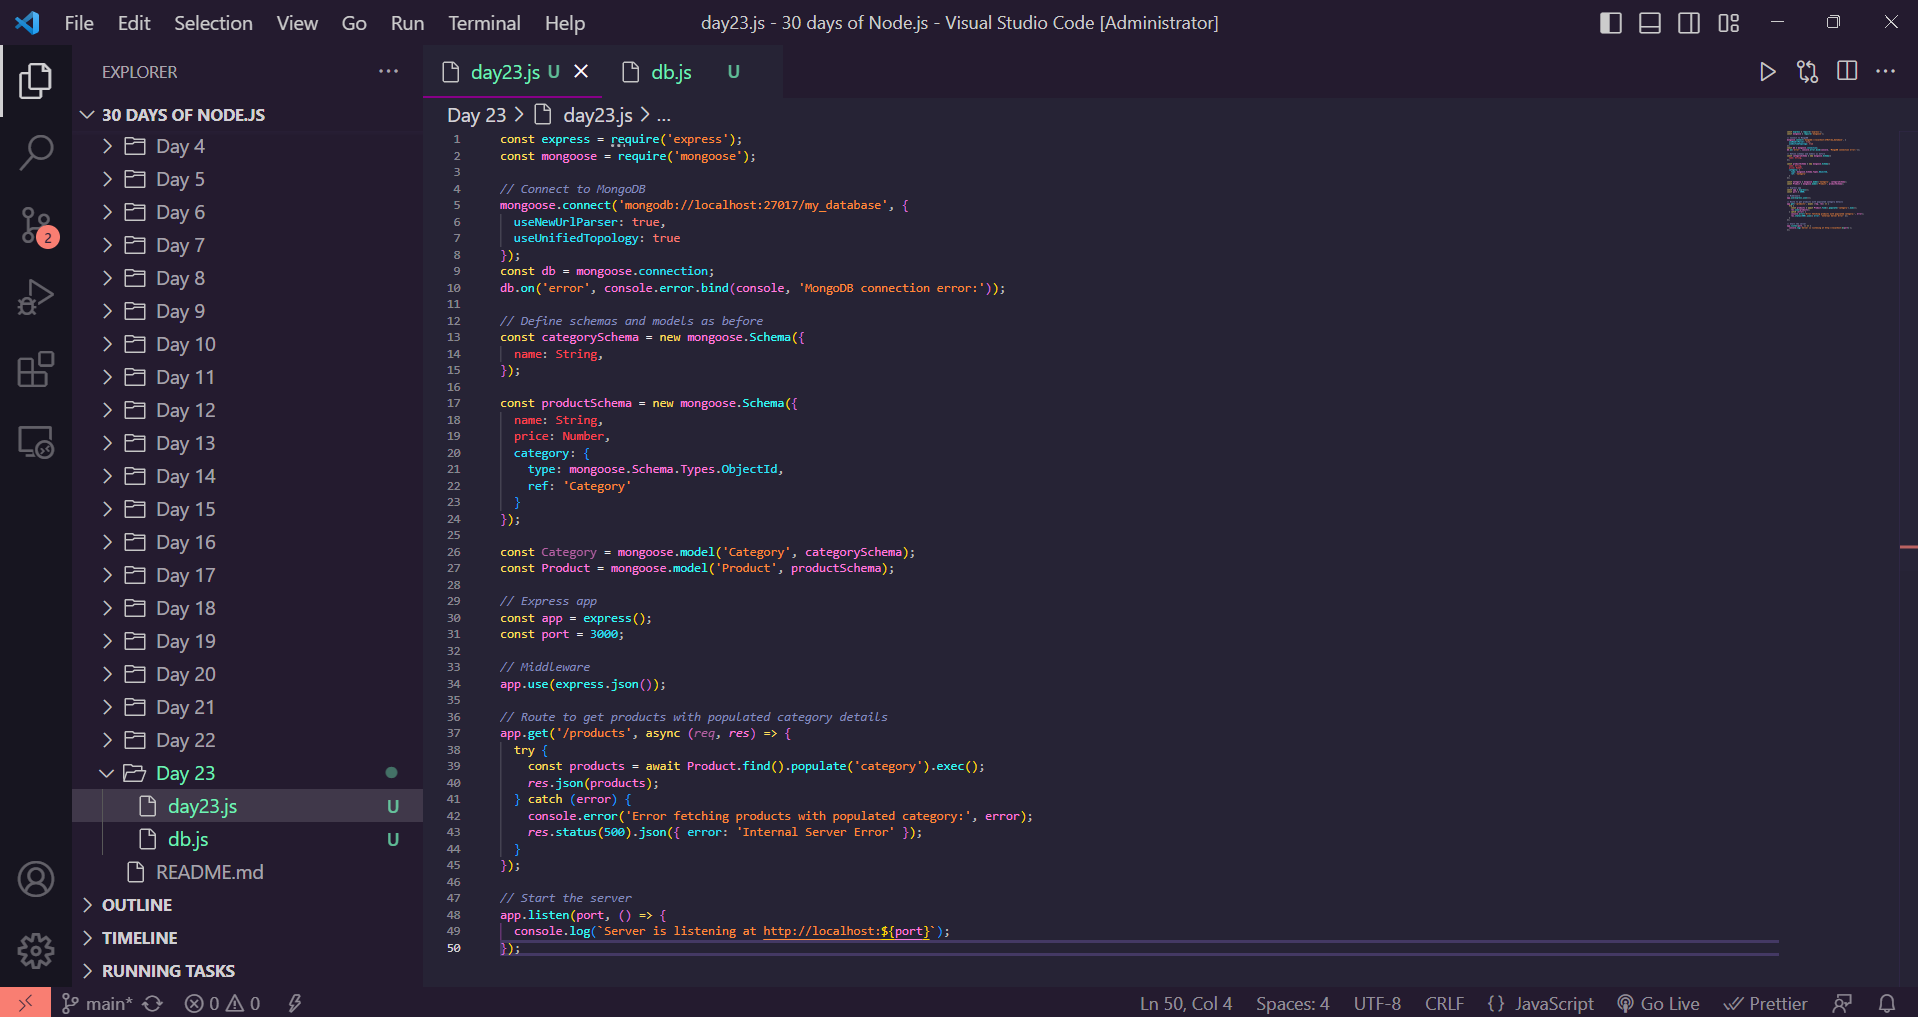 File Edit Selection View Go Run Terminal Help
day23.js - 30 days of Node.js - Visual Studio Code [Administrator]
EXPLORER
30 DAYS OF NODE.JS
Day 4
Day 5
Day 6
Day 7
Day 8
Day 9
Day 10
Day 11
Day 12
Day 13
Day 14
Day 15
Day 16
Day 17
Day 18
Day 19
Day 20
Day 21
Day 22
Day 23
day23.js U
db.js U
README.md
OUTLINE
TIMELINE
RUNNING TASKS
2
day23.js U
db.js U
Day 23 > day23.js > ...
1 const express = require('express');
2 const mongoose = require('mongoose');
3
4 // Connect to MongoDB
5 mongoose.connect('mongodb://localhost:27017/my_database', {
6 useNewUrlParser: true,
7 useUnifiedTopology: true
8 });
9 const db = mongoose.connection;
10 db.on('error', console.error.bind(console, 'MongoDB connection error:'));
11
12 // Define schemas and models as before
13 const categorySchema = new mongoose.Schema({
14 name: String,
15 });
16
17 const productSchema = new mongoose.Schema({
18 name: String,
19 price: Number,
20 category: {
21 type: mongoose.Schema.Types.ObjectId,
22 ref: 'Category'
23 }
24 });
25
26 const Category = mongoose.model('Category', categorySchema);
27 const Product = mongoose.model('Product', productSchema);
28
29 // Express app
30 const app = express();
31 const port = 3000;
32
33 // Middleware
34 app.use(express.json());
35
36 // Route to get products with populated category details
37 app.get('/products', async (req, res) => {
38 try {
39 const products = await Product.find().populate('category').exec();
40 res.json(products);
41 } catch (error) {
42 console.error('Error fetching products with populated category:', error);
43 res.status(500).json({ error: 'Internal Server Error' });
44 }
45 });
46
47 // Start the server
48 app.listen(port, () => {
49 console.log(`Server is listening at http://localhost:${port}`);
50 });
main* 0 0
Ln 50, Col 4 Spaces: 4 UTF-8 CRLF {} JavaScript Go Live Prettier